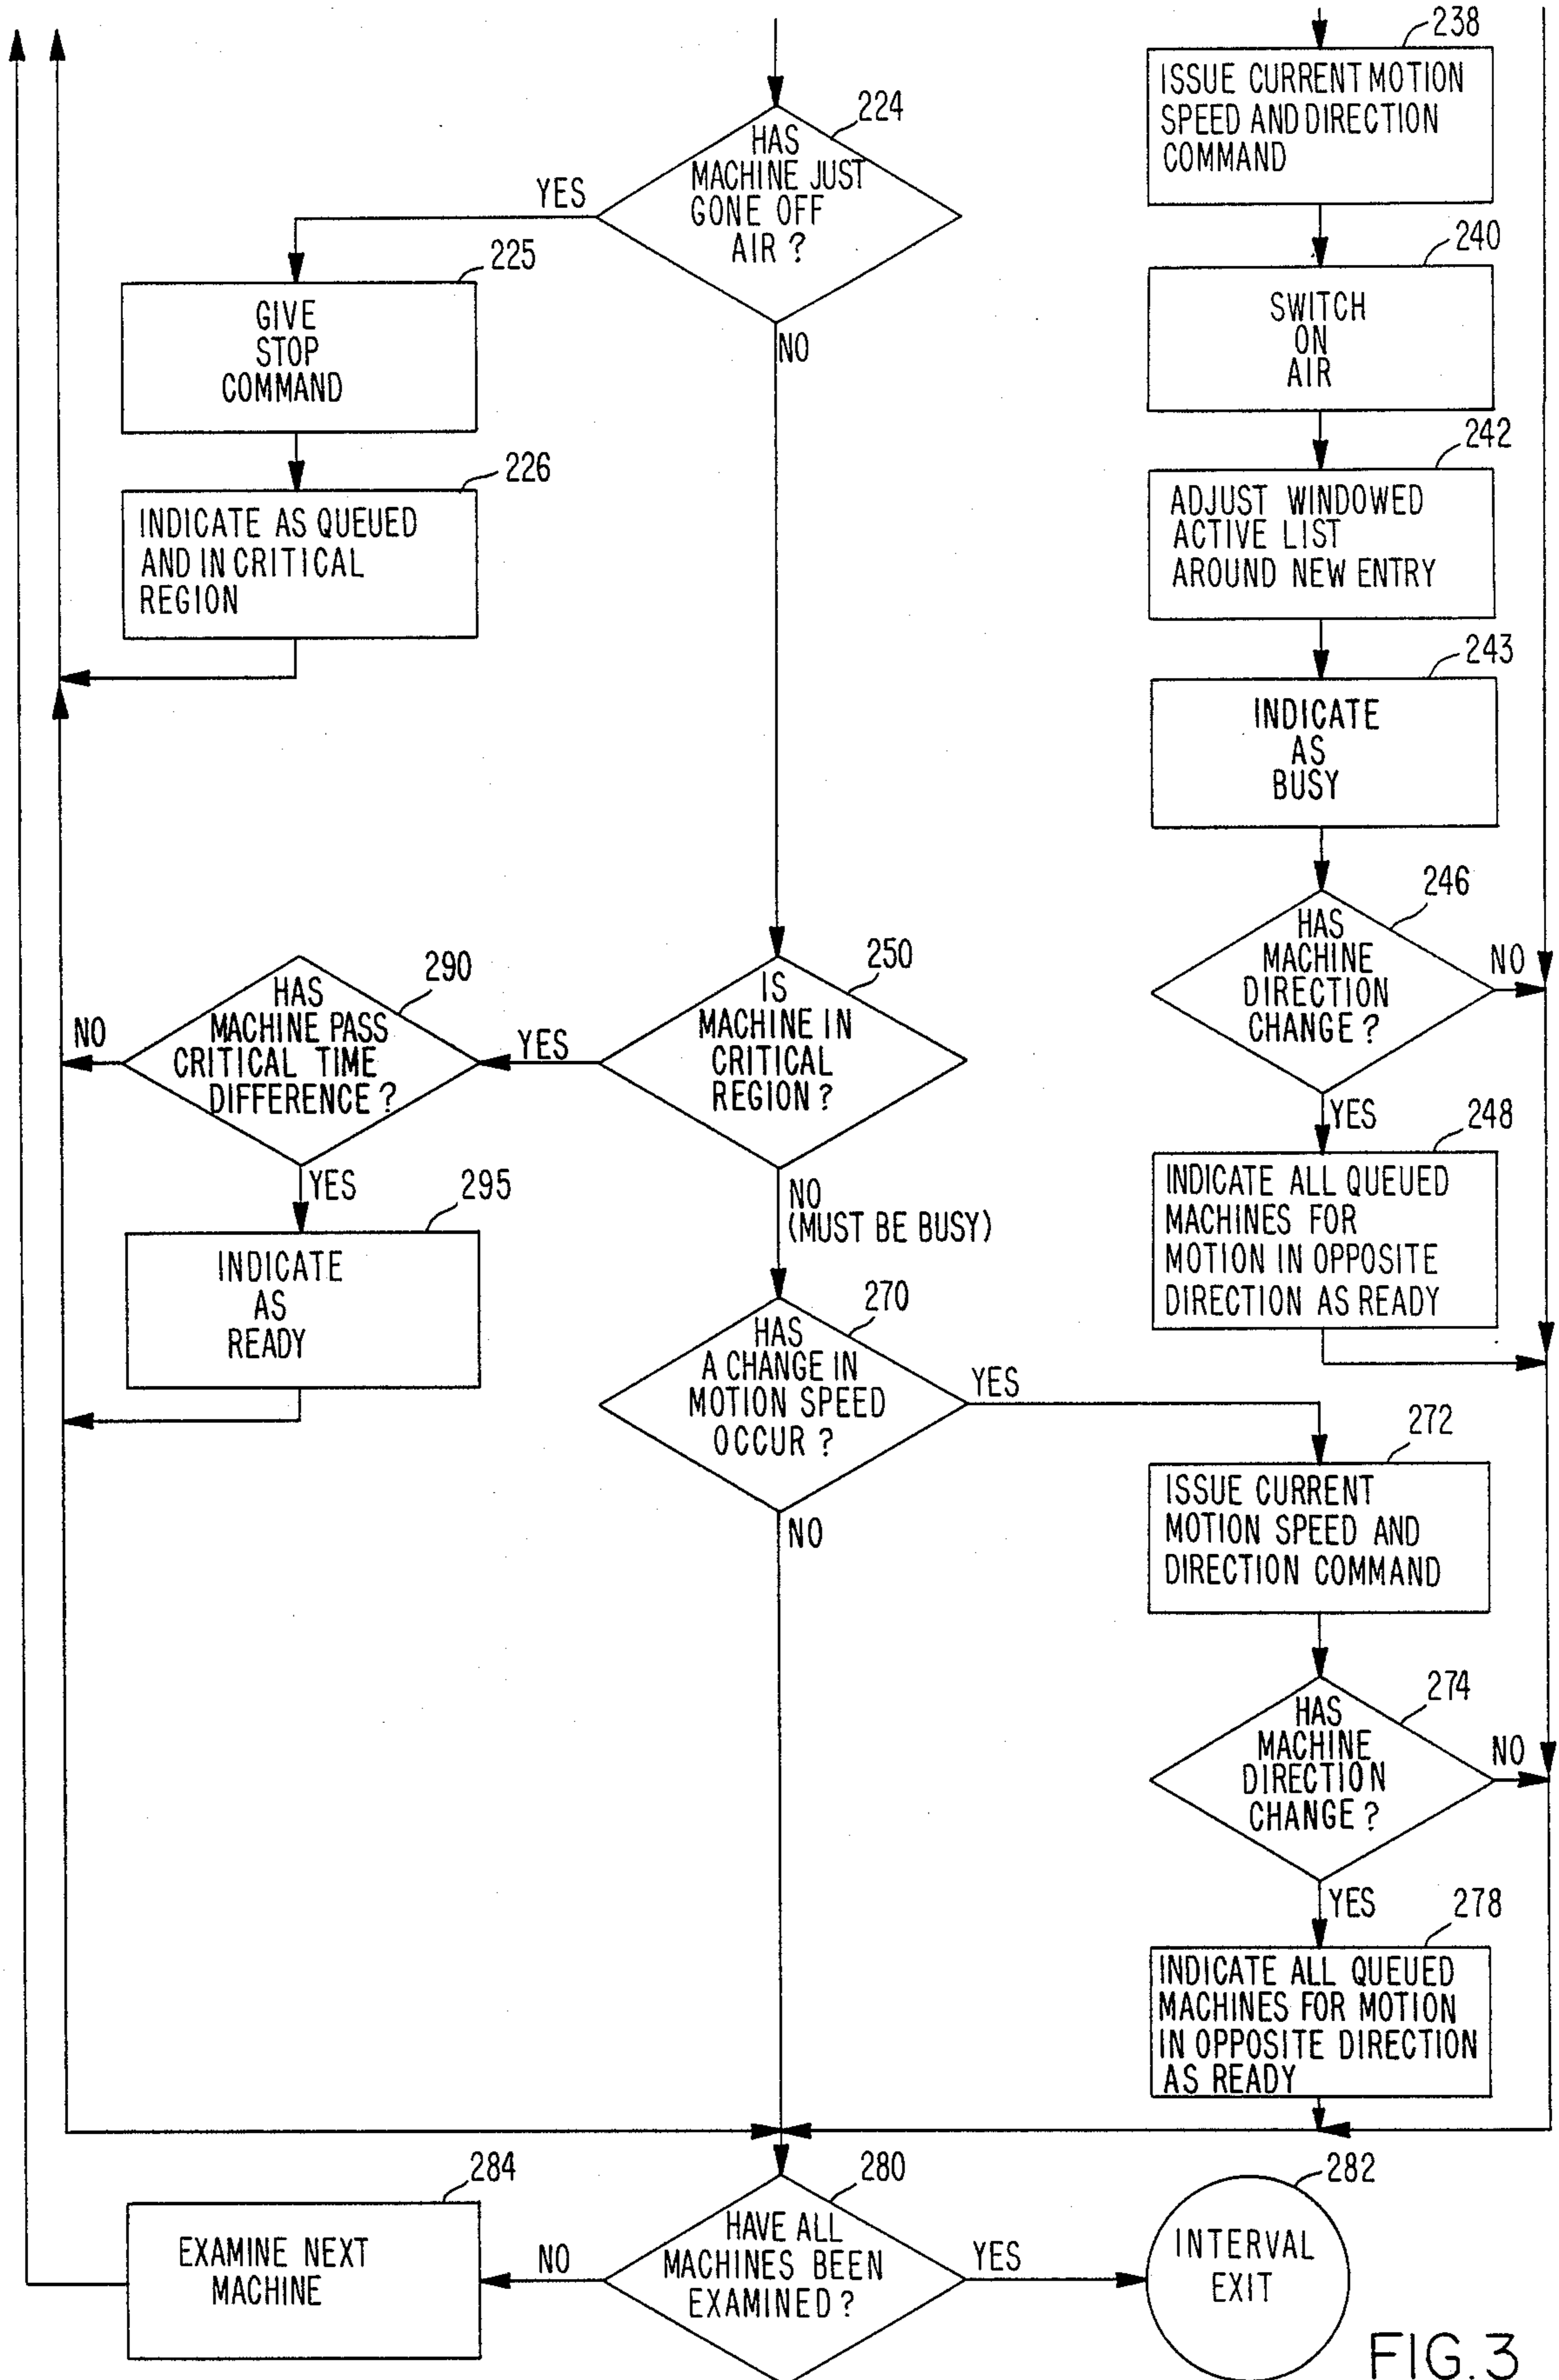 238
ISSUE CURRENT MOTION
SPEED AND DIRECTION
COMMAND
224
HAS
MACHINE JUST
GONE OFF
AIR?
YES
NO
225
GIVE
STOP
COMMAND
240
SWITCH
ON
AIR
226
INDICATE AS QUEUED
AND IN CRITICAL
REGION
242
ADJUST WINDOWED
ACTIVE LIST
AROUND NEW ENTRY
243
INDICATE
AS
BUSY
246
HAS
MACHINE
DIRECTION
CHANGE?
NO
YES
290
HAS
MACHINE PASS
CRITICAL TIME
DIFFERENCE?
NO
YES
250
IS
MACHINE IN
CRITICAL
REGION?
YES
NO
(MUST BE BUSY)
248
INDICATE ALL QUEUED
MACHINES FOR
MOTION IN OPPOSITE
DIRECTION AS READY
295
INDICATE
AS
READY
270
HAS
A CHANGE IN
MOTION SPEED
OCCUR?
YES
NO
272
ISSUE CURRENT
MOTION SPEED AND
DIRECTION COMMAND
274
HAS
MACHINE
DIRECTION
CHANGE?
NO
YES
278
INDICATE ALL QUEUED
MACHINES FOR MOTION
IN OPPOSITE DIRECTION
AS READY
284
EXAMINE NEXT
MACHINE
280
HAVE ALL
MACHINES BEEN
EXAMINED?
NO
YES
282
INTERVAL
EXIT
FIG.3